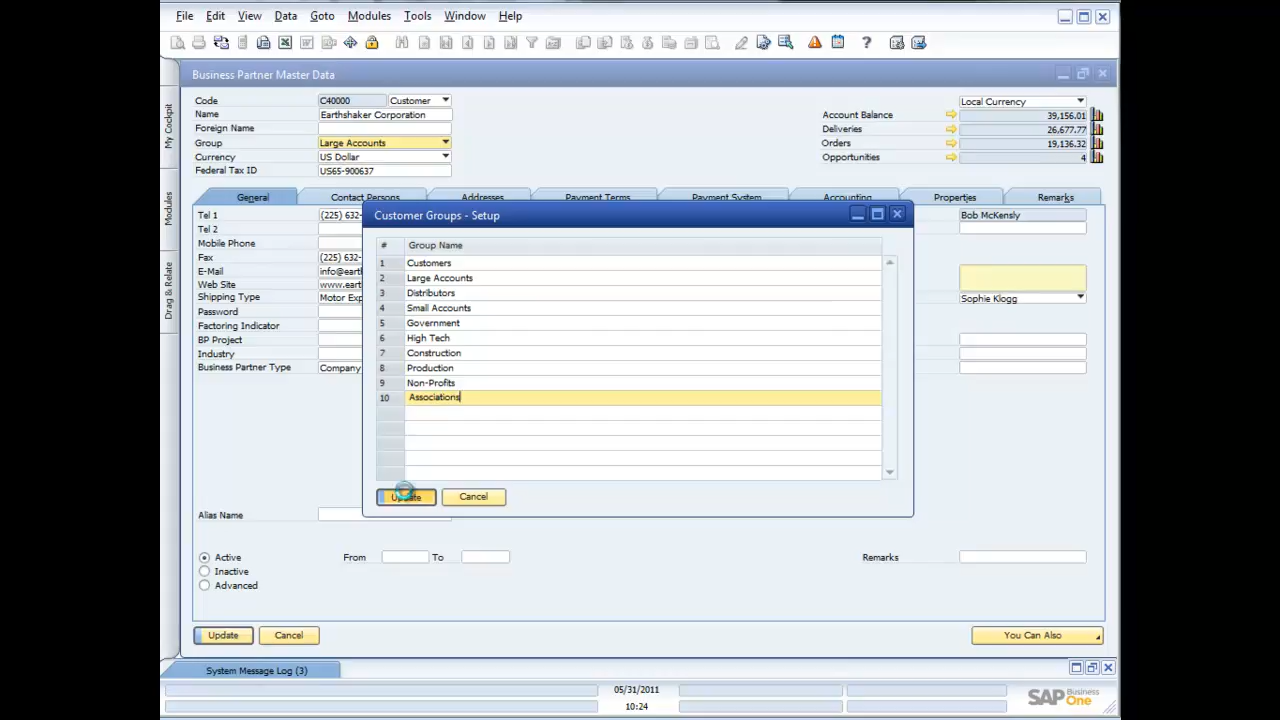 File Edit View Data Goto Modules Tools Window Help
Business Partner Master Data
Code C40000 Customer Local Currency
Name Earthshaker Corporation Account Balance 39,156.01
Foreign Name Deliveries 26,677.77
Group Large Accounts Orders 19,136.32
Currency US Dollar Opportunities 4
Federal Tax ID US65-900637
General Contact Persons Addresses Payment Terms Payment System Accounting Properties Remarks
My Cockpit
Modules
Drag & Relate
Tel 1 (225) 632- Bob McKensly
Tel 2
Mobile Phone
Fax (225) 632-
E-Mail info@eart
Web Site www.eart
Shipping Type Motor Exp Sophie Klogg
Password
Factoring Indicator
BP Project
Industry
Business Partner Type Company
Customer Groups - Setup
# Group Name
1 Customers
2 Large Accounts
3 Distributors
4 Small Accounts
5 Government
6 High Tech
7 Construction
8 Production
9 Non-Profits
10 Associations
Update Cancel
Alias Name
Active From To Remarks
Inactive
Advanced
Update Cancel You Can Also
System Message Log (3)
05/31/2011
10:24
SAP Business One